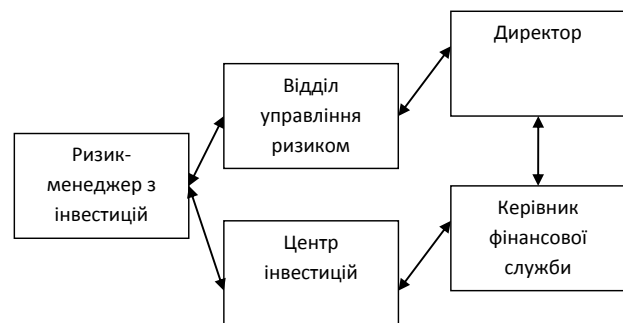 Ризик-
менеджер з
інвестицій
Відділ
управління
ризиком
Центр
інвестицій
Директор
Керівник
фінансової
служби